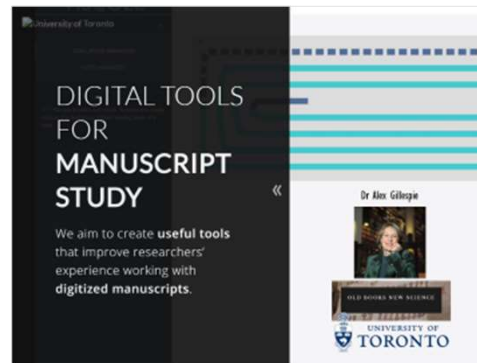 University of Toronto
DIGITAL TOOLS
FOR
MANUSCRIPT
STUDY
«
We aim to create useful tools
that improve researchers'
experience working with
digitized manuscripts.
Dr Alex Gillespie
OLD BOOKS NEW SCIENCE
UNIVERSITY OF
TORONTO